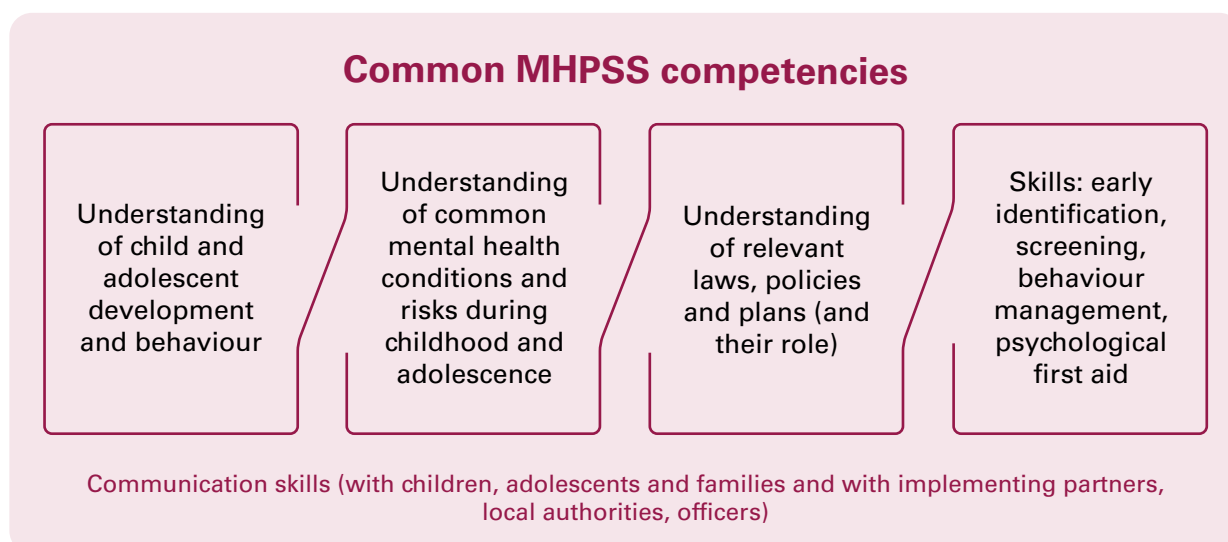 Common MHPSS competencies
Understanding
of child and
adolescent
development
and behaviour
Understanding
of common
mental health
conditions and
risks during
childhood and
adolescence
Understanding
of relevant
laws, policies
and plans (and
their role)
Skills: early
identification,
screening,
behaviour
management,
psychological
first aid
Communication skills (with children, adolescents and families and with implementing partners,
local authorities, officers)